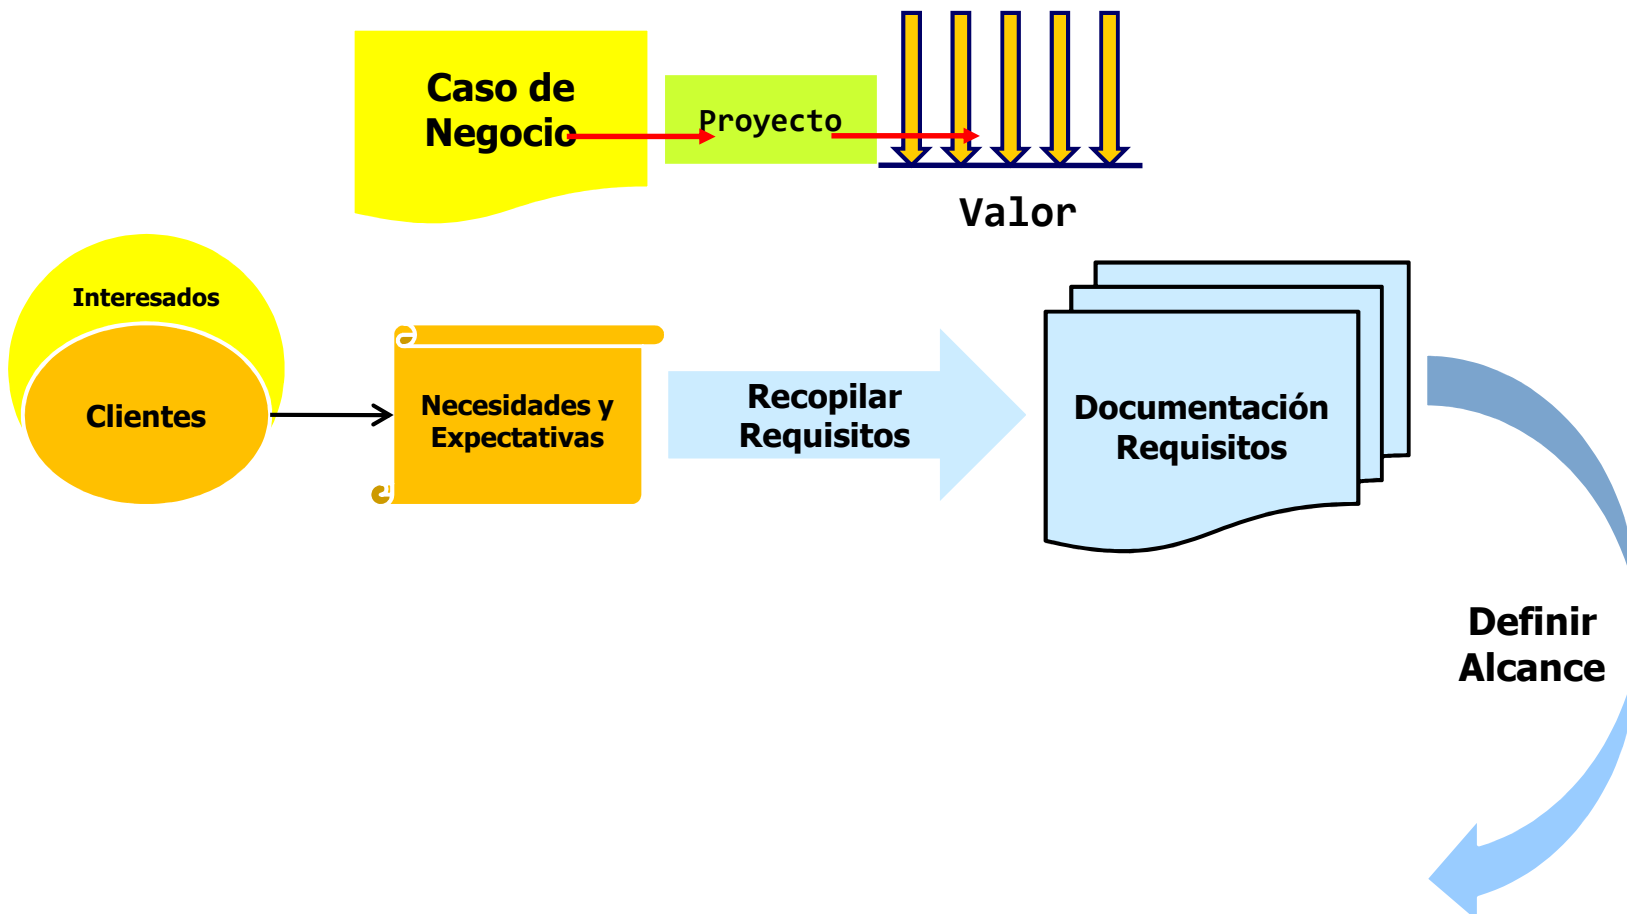 Caso de
Negocio
Proyecto
Valor
Interesados
Clientes
Necesidades y
Expectativas
Recopilar
Requisitos
Documentación
Requisitos
Definir
Alcance